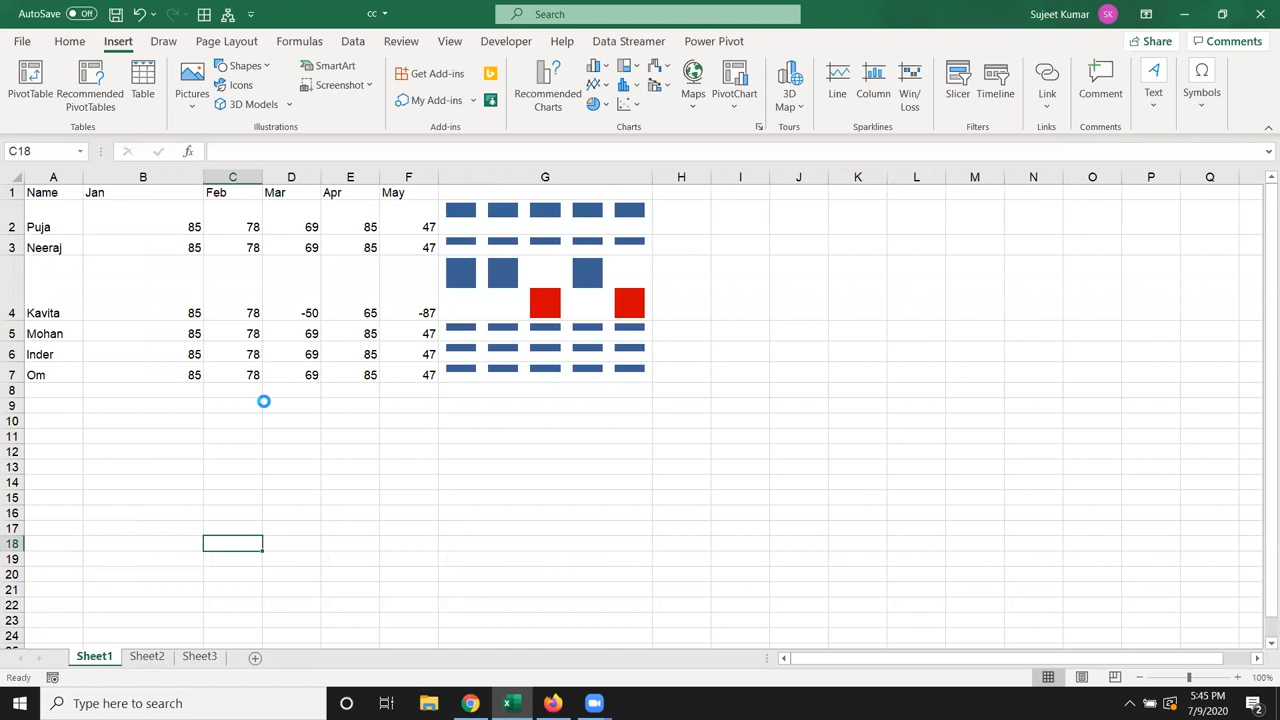 AutoSave Off cc Search Sujeet Kumar SK
File Home Insert Draw Page Layout Formulas Data Review View Developer Help Data Streamer Power Pivot Share Comments
PivotTable Recommended PivotTables Table Pictures Shapes Icons 3D Models SmartArt Screenshot Get Add-ins My Add-ins Recommended Charts Maps PivotChart 3D Map Line Column Win/Loss Slicer Timeline Link Comment Text Symbols
Tables Illustrations Add-ins Charts Tours Sparklines Filters Links Comments
C18 fx
A B C D E F G H I J K L M N O P Q
1 Name Jan Feb Mar Apr May
2 Puja 85 78 69 85 47
3 Neeraj 85 78 69 85 47
4 Kavita 85 78 -50 65 -87
5 Mohan 85 78 69 85 47
6 Inder 85 78 69 85 47
7 Om 85 78 69 85 47
8
9
10
11
12
13
14
15
16
17
18
19
20
21
22
23
24
Sheet1 Sheet2 Sheet3
Ready 100%
Type here to search 5:45 PM
7/9/2020 2